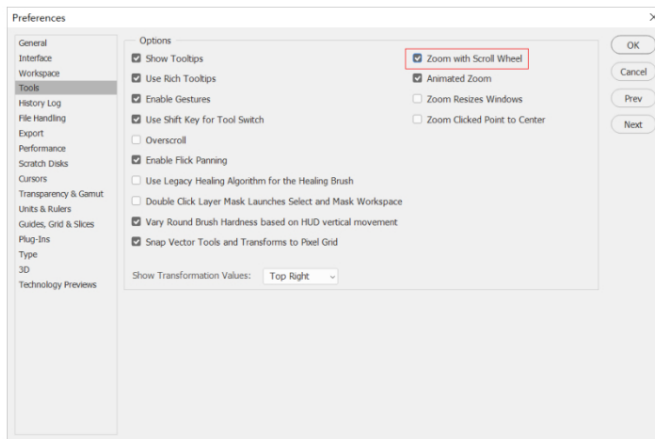 Preferences
General
Interface
Workspace
Tools
History Log
File Handling
Export
Performance
Scratch Disks
Cursors
Transparency & Gamut
Units & Rulers
Guides, Grid & Slices
Plug-Ins
Type
3D
Technology Previews
Options
Show Tooltips
Use Rich Tooltips
Enable Gestures
Use Shift Key for Tool Switch
Overscroll
Enable Flick Panning
Use Legacy Healing Algorithm for the Healing Brush
Double Click Layer Mask Launches Select and Mask Workspace
Vary Round Brush Hardness based on HUD vertical movement
Snap Vector Tools and Transforms to Pixel Grid
Show Transformation Values: Top Right
Zoom with Scroll Wheel
Animated Zoom
Zoom Resizes Windows
Zoom Clicked Point to Center
OK
Cancel
Prev
Next